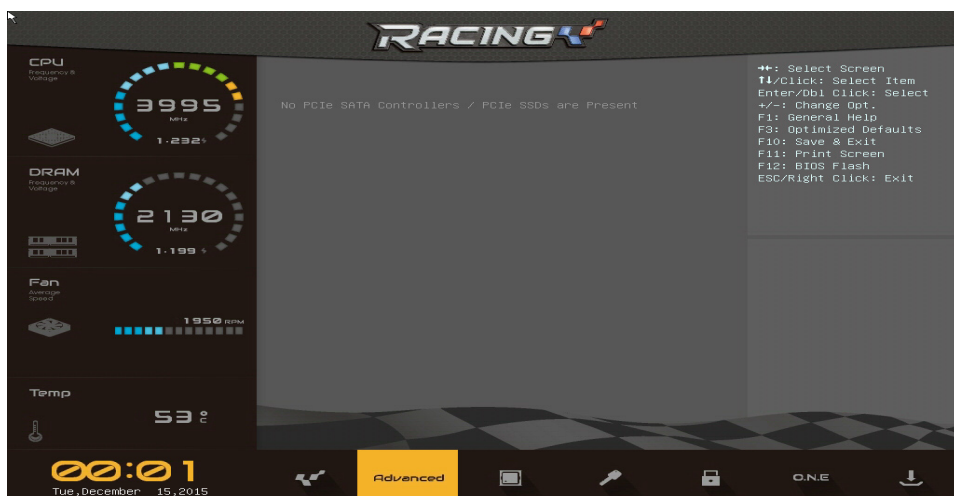 RACING
CPU
Frequency &
Voltage
3995
MHz
1.232
DRAM
Frequency &
Voltage
2130
MHz
1.199
Fan
Average
Speed
1950 RPM
Temp
53 °C
00:01
Tue,December 15,2015
No PCIe SATA Controllers / PCIe SSDs are Present
→←: Select Screen
↑↓/Click: Select Item
Enter/Dbl Click: Select
+/-: Change Opt.
F1: General Help
F3: Optimized Defaults
F10: Save & Exit
F11: Print Screen
F12: BIOS Flash
ESC/Right Click: Exit
Advanced
O.N.E